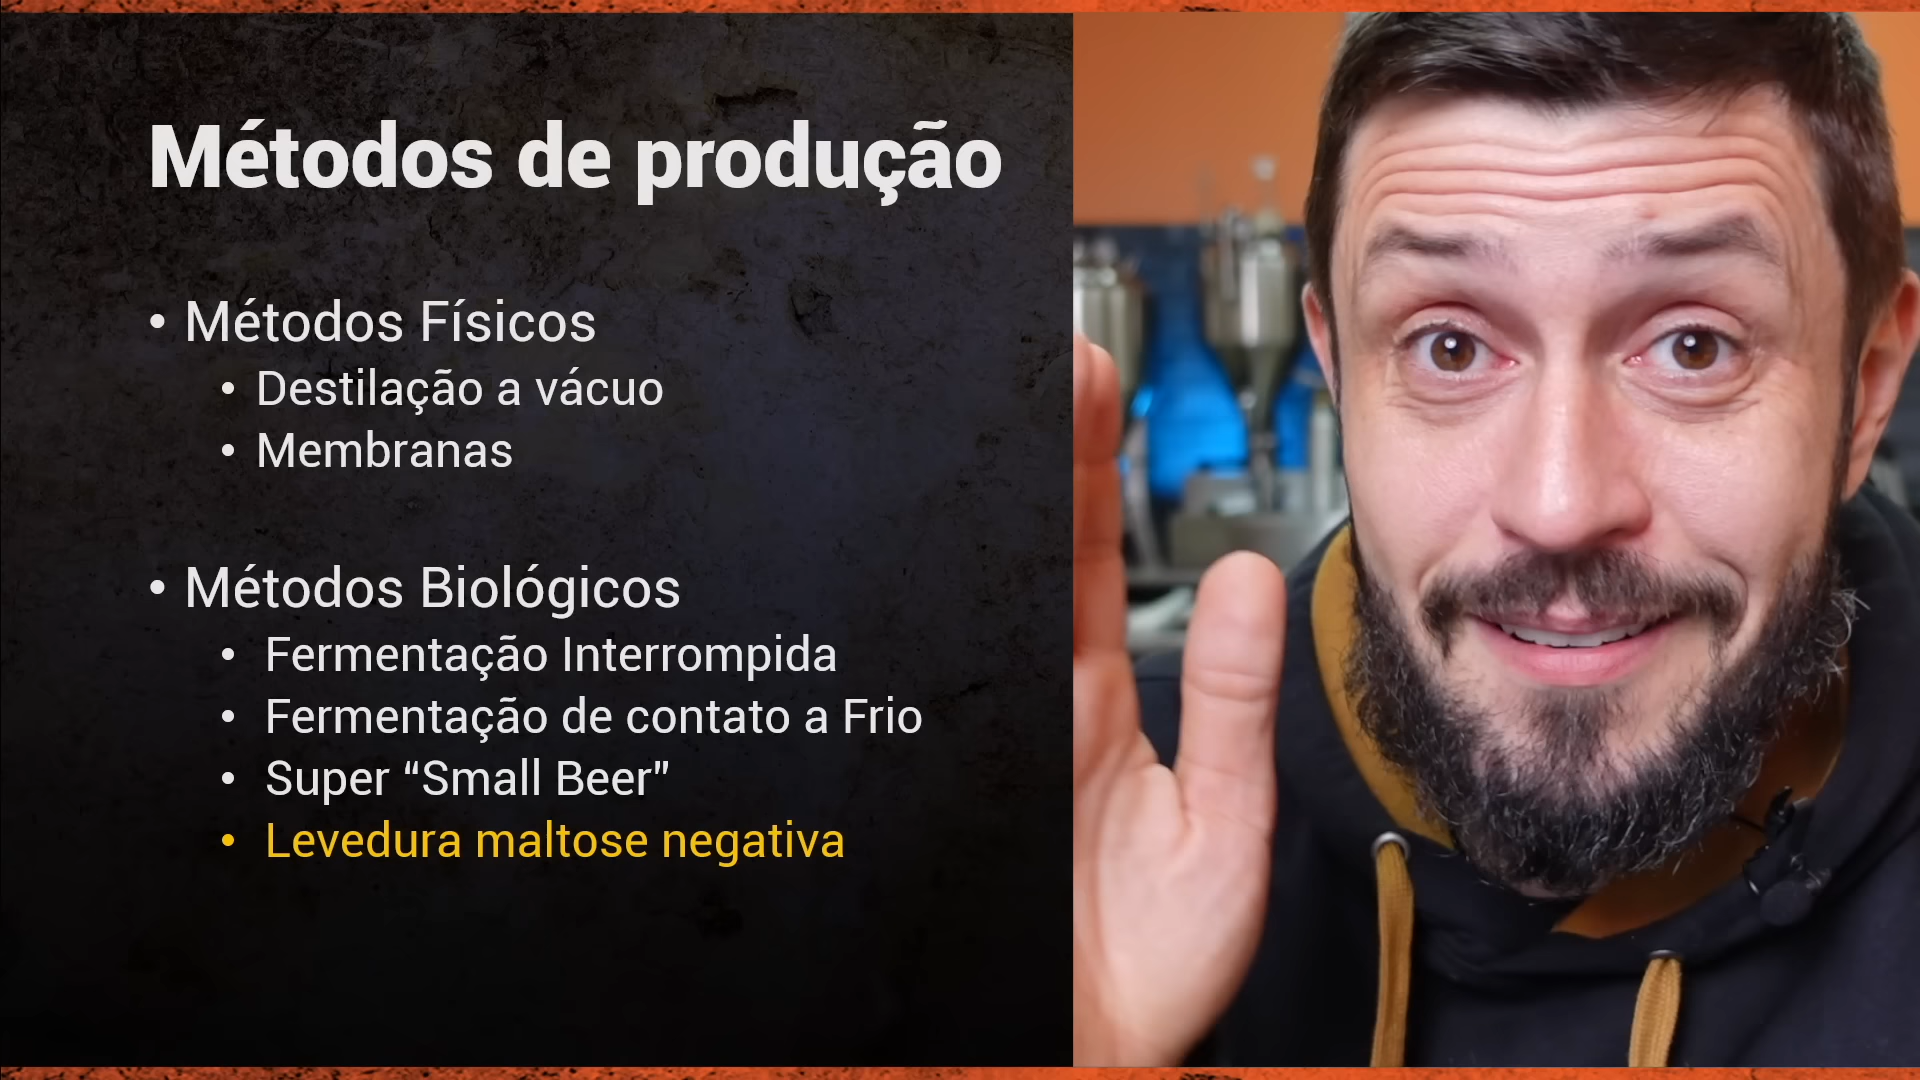 Métodos de produção
• Métodos Físicos
• Destilação a vácuo
• Membranas
• Métodos Biológicos
• Fermentação Interrompida
• Fermentação de contato a Frio
• Super “Small Beer”
• Levedura maltose negativa